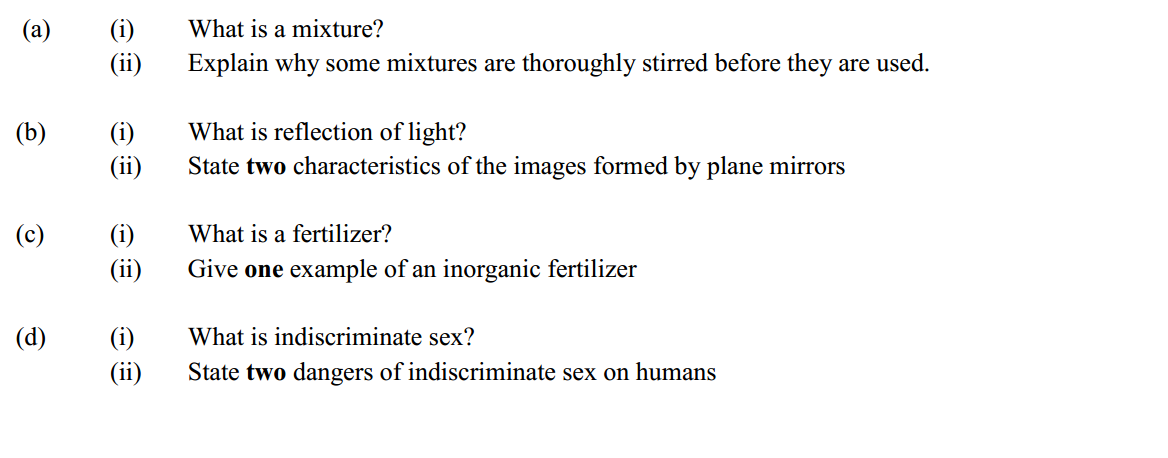 (a) (i) What is a mixture?
(ii) Explain why some mixtures are thoroughly stirred before they are used.
(b) (i) What is reflection of light?
(ii) State two characteristics of the images formed by plane mirrors
(c) (i) What is a fertilizer?
(ii) Give one example of an inorganic fertilizer
(d) (i) What is indiscriminate sex?
(ii) State two dangers of indiscriminate sex on humans